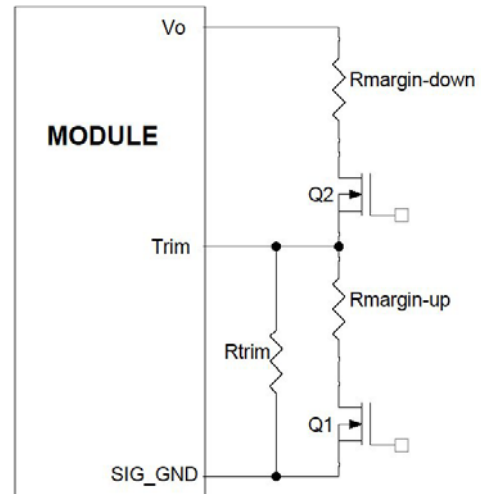 Vo
Rmargin-down
MODULE
Q2
Trim
Rmargin-up
Rtrim
Q1
SIG_GND